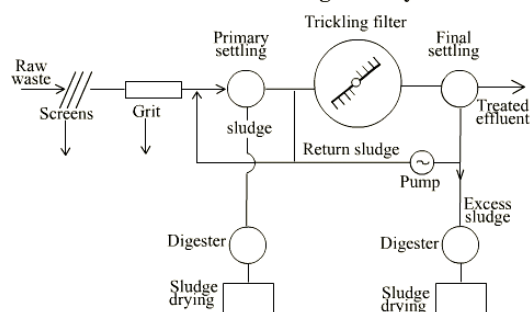 Trickling filter
Primary
settling
Final
settling
Raw
waste
Screens
Grit
Treated
effluent
sludge
Return sludge
Pump
Excess
sludge
Digester
Digester
Sludge
drying
Sludge
drying